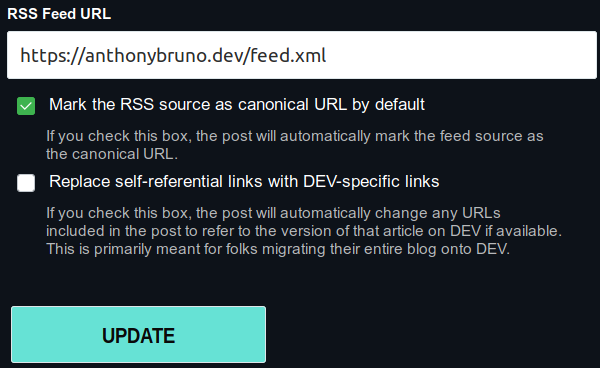 RSS Feed URL
https://anthonybruno.dev/feed.xml
Mark the RSS source as canonical URL by default
If you check this box, the post will automatically mark the feed source as
the canonical URL.
Replace self-referential links with DEV-specific links
If you check this box, the post will automatically change any URLs
included in the post to refer to the version of that article on DEV if available.
This is primarily meant for folks migrating their entire blog onto DEV.
UPDATE